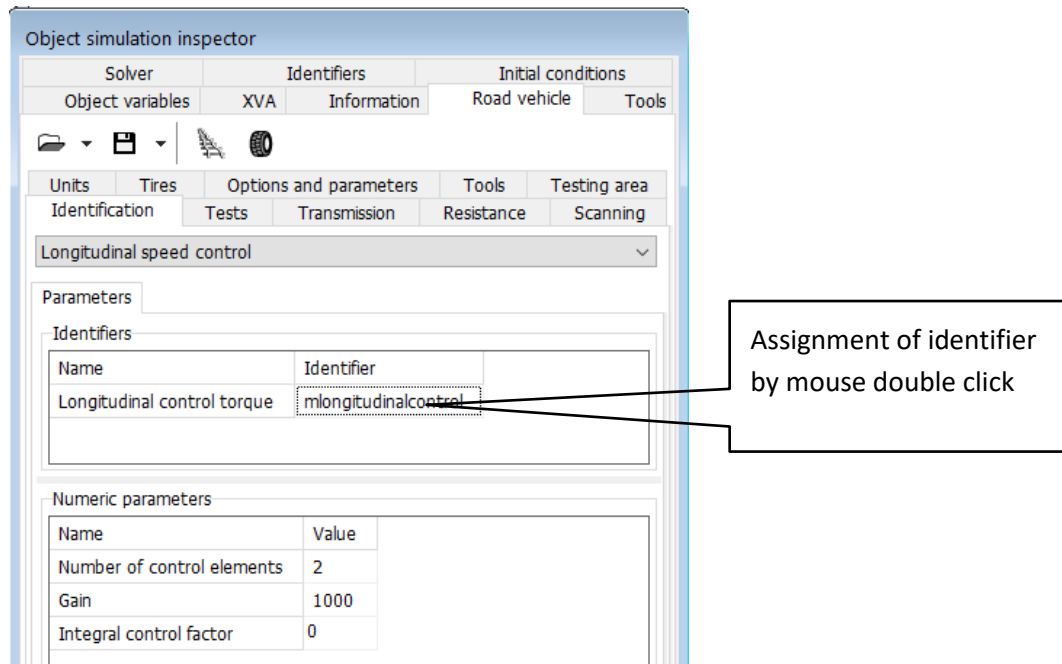 Object simulation inspector
Solver Identifiers Initial conditions
Object variables XVA Information Road vehicle Tools
Units Tires Options and parameters Tools Testing area
Identification Tests Transmission Resistance Scanning
Longitudinal speed control
Parameters
Identifiers
Name Identifier
Longitudinal control torque mlongitudinalcontrol
Assignment of identifier
by mouse double click
Numeric parameters
Name Value
Number of control elements 2
Gain 1000
Integral control factor 0